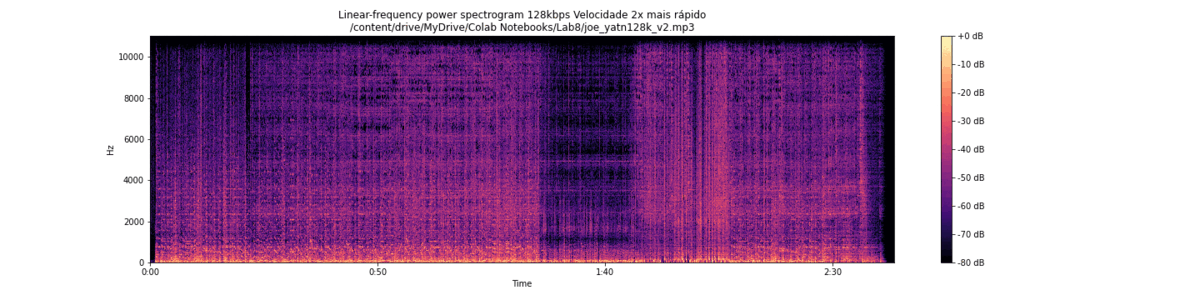 Linear-frequency power spectrogram 128kbps Velocidade 2x mais rápido
/content/drive/MyDrive/Colab Notebooks/Lab8/joe_yatn128k_v2.mp3
Hz
10000
8000
6000
4000
2000
0
0:00
0:50
1:40
2:30
Time
+0 dB
-10 dB
-20 dB
-30 dB
-40 dB
-50 dB
-60 dB
-70 dB
-80 dB